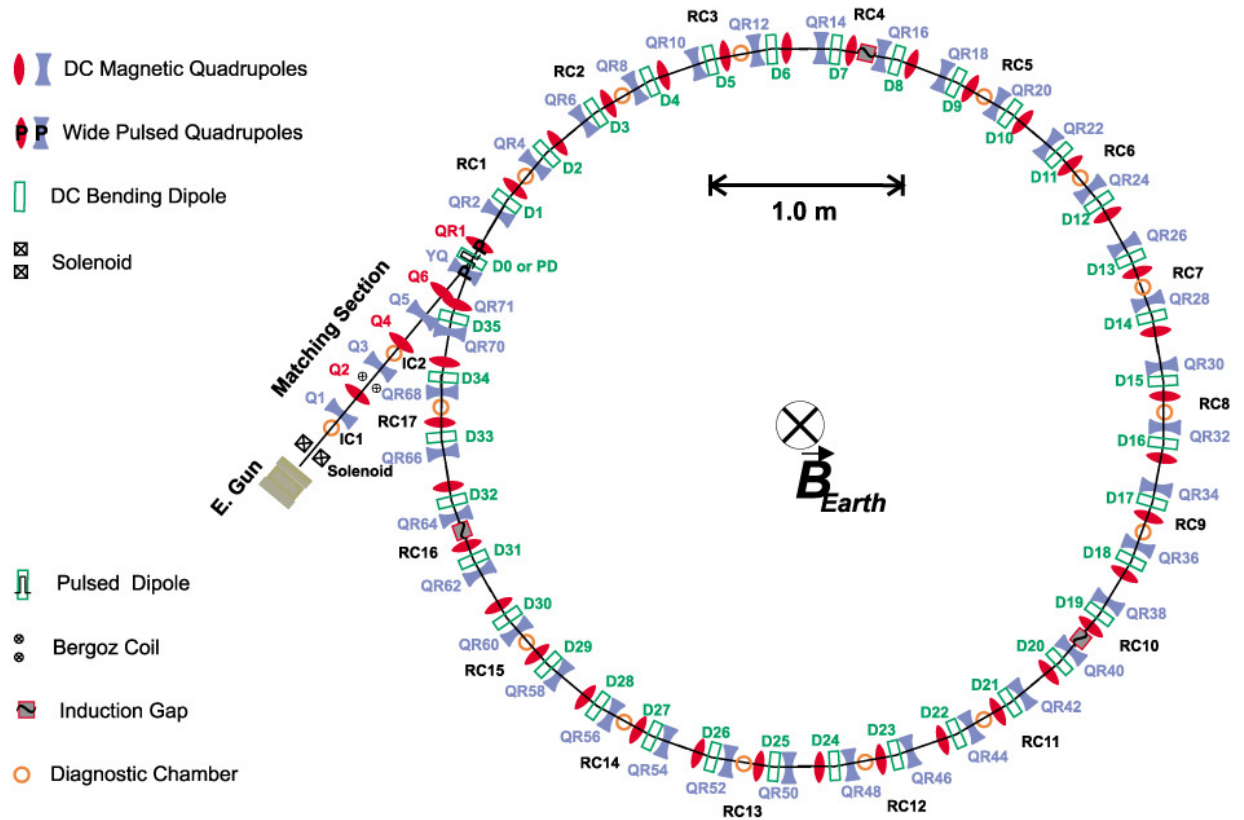 DC Magnetic Quadrupoles
P P Wide Pulsed Quadrupoles
DC Bending Dipole
Solenoid
Pulsed Dipole
Bergoz Coil
Induction Gap
Diagnostic Chamber
E. Gun
Solenoid
Matching Section
IC1
Q1
Q2
Q3
IC2
Q4
Q5
Q6
YQ
P P
D0 or PD
QR1
QR2
D1
RC1
QR4
D2
QR6
RC2
D3
QR8
D4
QR10
RC3
D5
QR12
D6
QR14
D7
RC4
QR16
D8
QR18
D9
RC5
QR20
D10
QR22
D11
RC6
QR24
D12
QR26
D13
RC7
QR28
D14
QR30
D15
RC8
QR32
D16
QR34
D17
RC9
QR36
D18
QR38
D19
RC10
QR40
D20
QR42
D21
RC11
QR44
D22
QR46
D23
RC12
QR48
D24
QR50
D25
RC13
QR52
D26
QR54
D27
RC14
QR56
D28
QR58
D29
RC15
QR60
D30
QR62
D31
RC16
QR64
D32
QR66
D33
RC17
QR68
D34
QR70
D35
QR71
1.0 m
B Earth